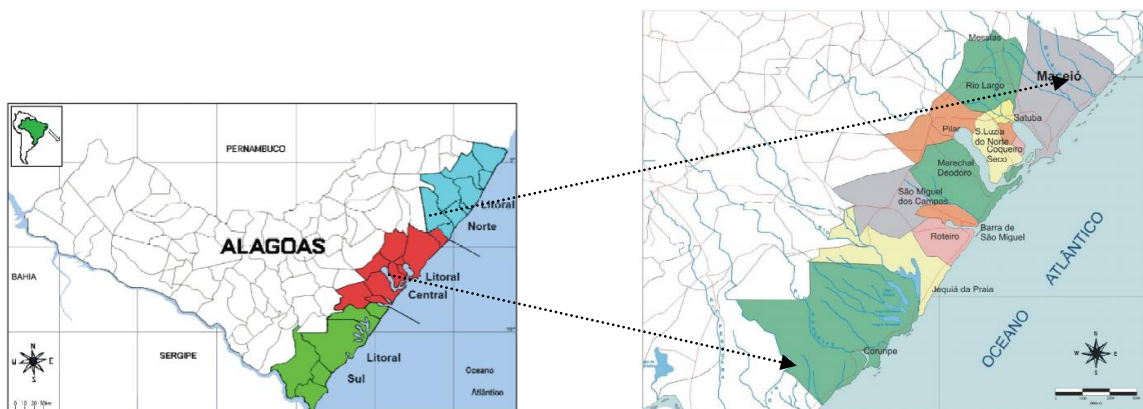 PERNAMBUCO
ALAGOAS
BAHIA
SERGIPE
Litoral
Norte
Litoral
Central
Litoral
Sul
Oceano
Atlântico
N
W E
S
Messias
Maceió
Rio Largo
Satuba
Pilar
S.Luzia
do Norte
Coqueiro
Seco
Marechal
Deodoro
São Miguel
dos Campos
Barra de
São Miguel
Roteiro
Jequiá da Praia
Coruripe
OCEANO
ATLÂNTICO
N
W E
S